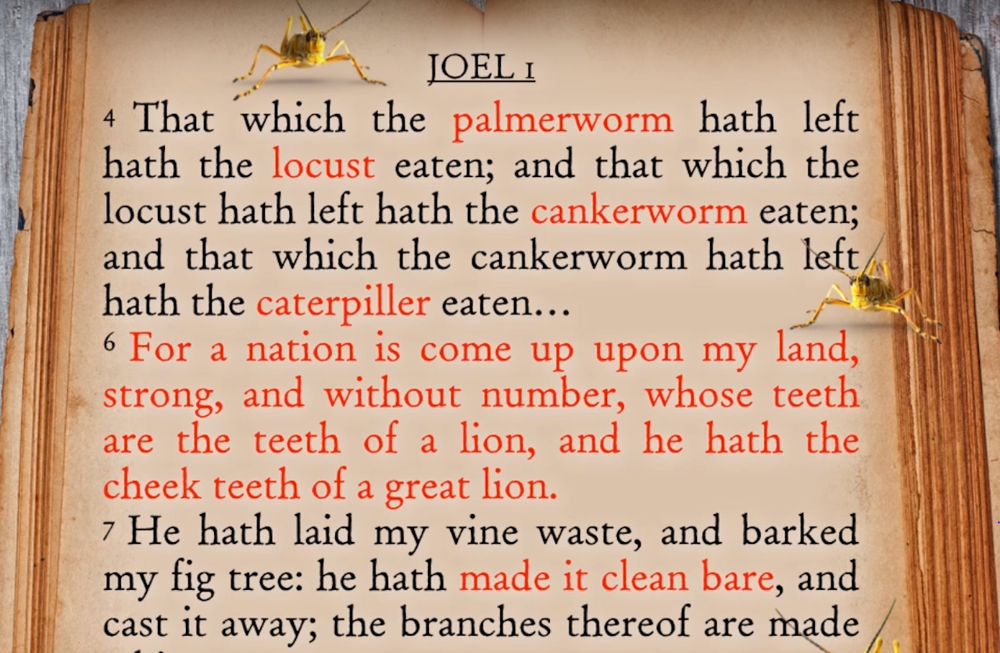 JOEL 1
4 That which the palmerworm hath left
hath the locust eaten; and that which the
locust hath left hath the cankerworm eaten;
and that which the cankerworm hath left
hath the caterpiller eaten…
6 For a nation is come up upon my land,
strong, and without number, whose teeth
are the teeth of a lion, and he hath the
cheek teeth of a great lion.
7 He hath laid my vine waste, and barked
my fig tree: he hath made it clean bare, and
cast it away; the branches thereof are made